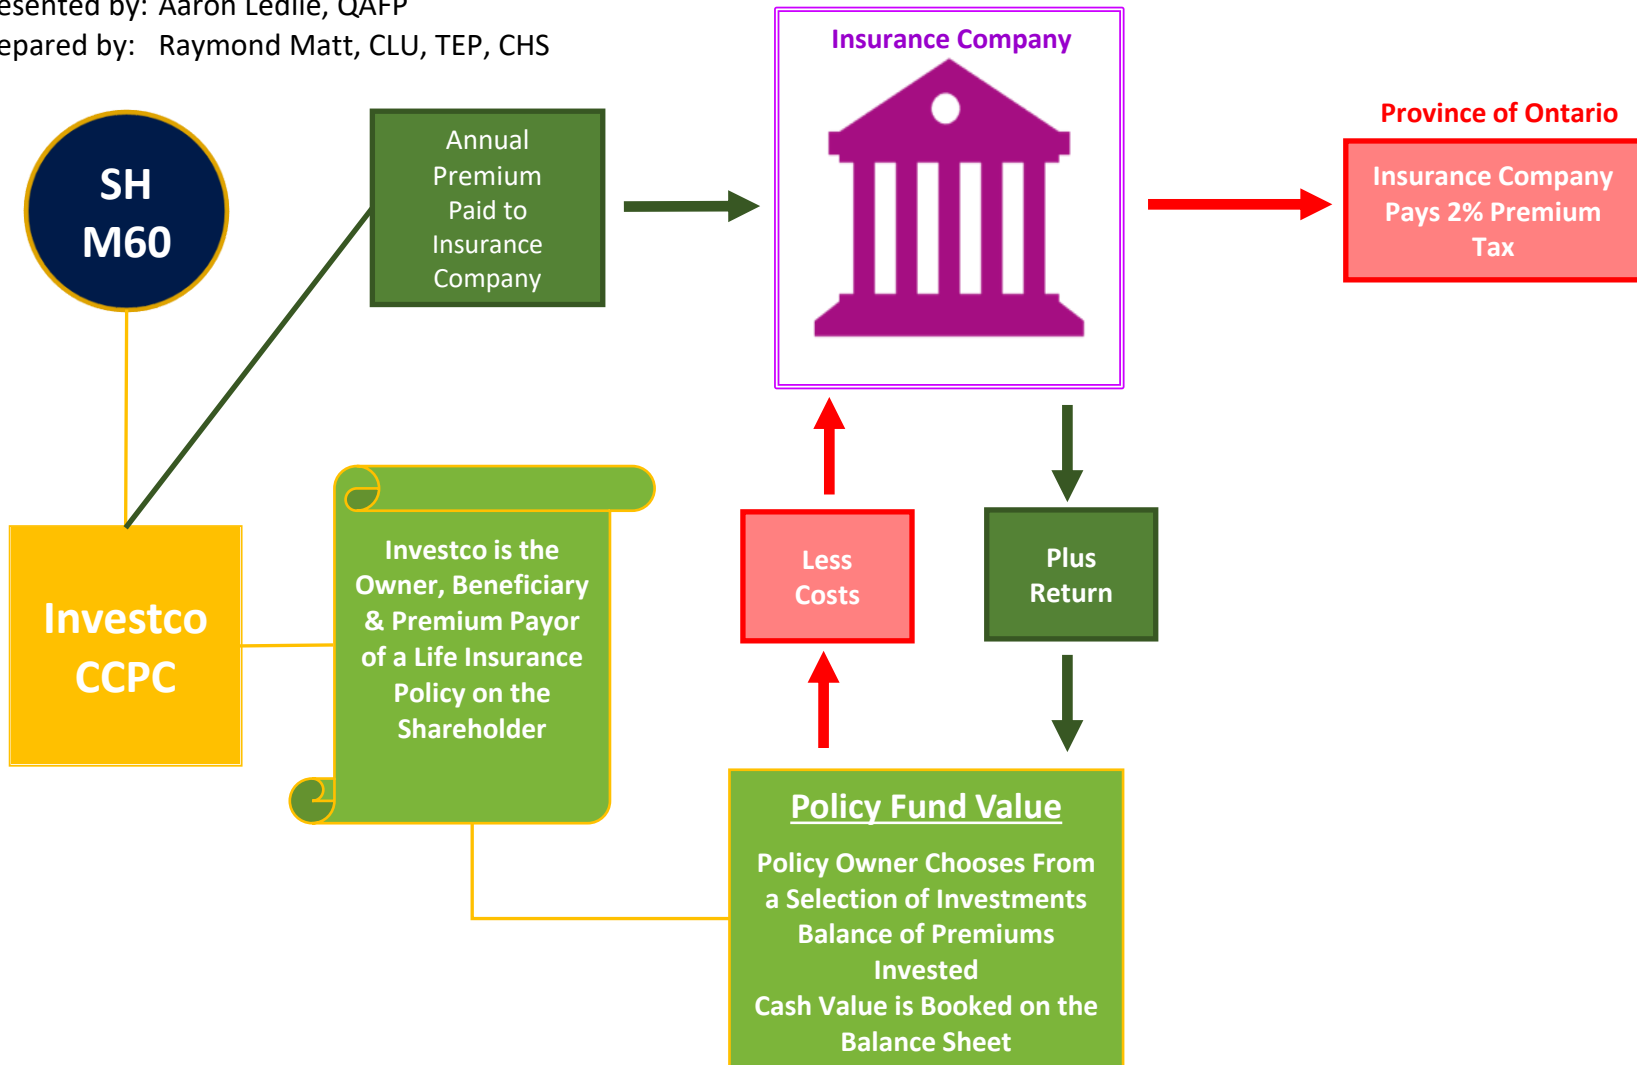 esented by: Aaron Ledlie, QAFP
epared by: Raymond Matt, CLU, TEP, CHS
Insurance Company
Province of Ontario
SH
M60
Annual
Premium
Paid to
Insurance
Company
Insurance Company
Pays 2% Premium
Tax
Investco
CCPC
Investco is the
Owner, Beneficiary
& Premium Payor
of a Life Insurance
Policy on the
Shareholder
Less
Costs
Plus
Return
Policy Fund Value
Policy Owner Chooses From
a Selection of Investments
Balance of Premiums
Invested
Cash Value is Booked on the
Balance Sheet